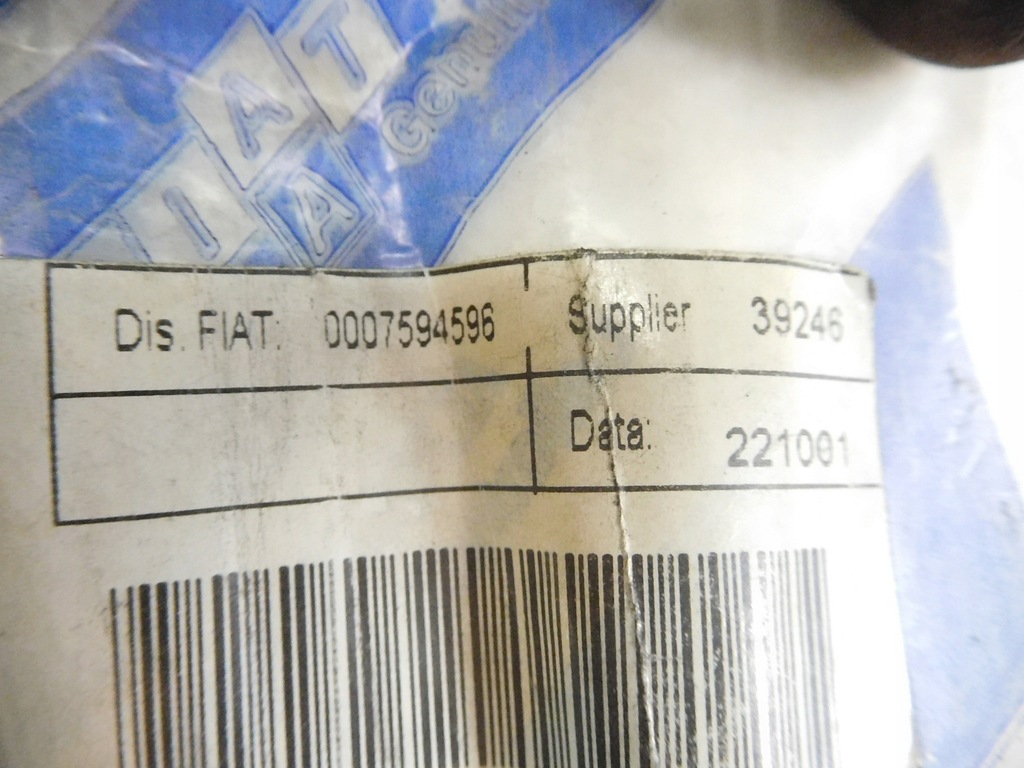 FIAT
Genuin
A
Dis. FIAT: 0007594596 Supplier 39246
Data: 221001